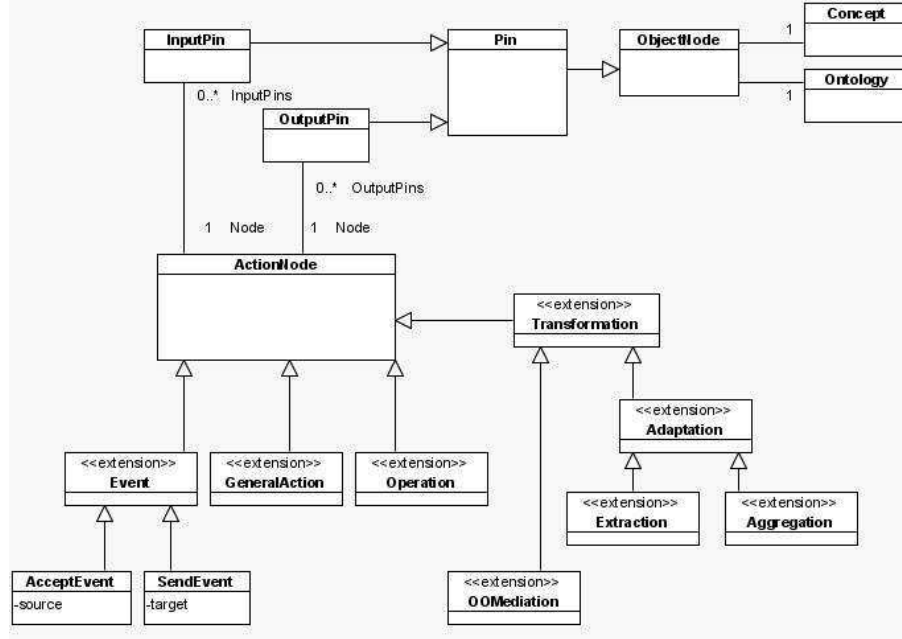 Concept
InputPin
Pin
ObjectNode
1
Ontology
1
0..* InputPins
OutputPin
0..* OutputPins
1 Node
1 Node
ActionNode
<<extension>>
Transformation
<<extension>>
Adaptation
<<extension>>
Event
<<extension>>
GeneralAction
<<extension>>
Operation
<<extension>>
Extraction
<<extension>>
Aggregation
AcceptEvent
-source
SendEvent
-target
<<extension>>
OOMediation